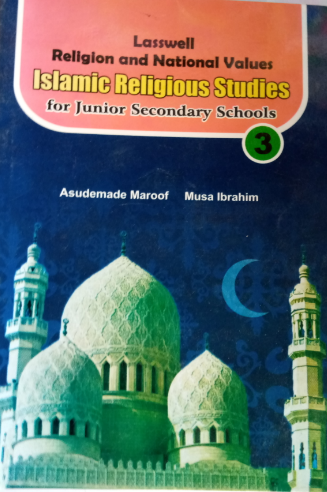 Lasswell
Religion and National Values
Islamic Religious Studies
for Junior Secondary Schools
3
Asudemade Maroof Musa Ibrahim